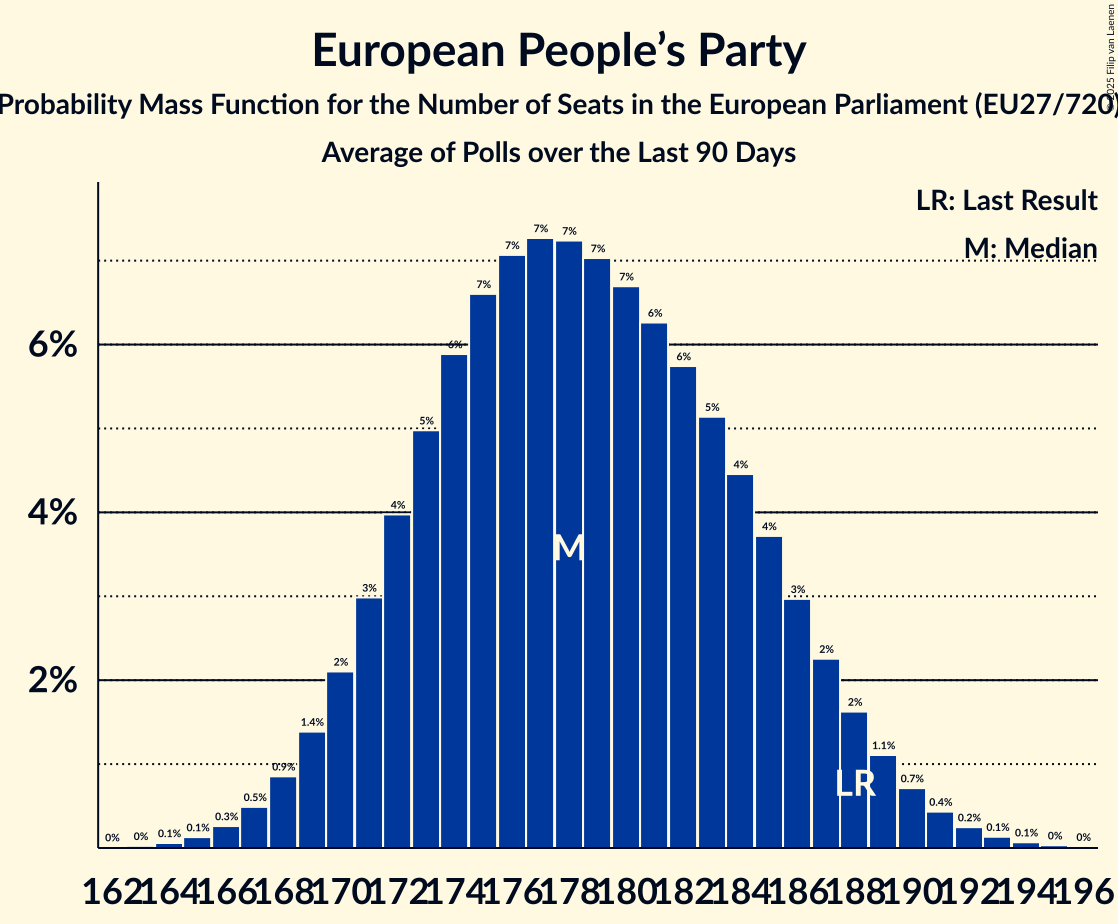 European People's Party
Probability Mass Function for the Number of Seats in the European Parliament (EU27/720)
Average of Polls over the Last 90 Days
© 2025 Filip van Laenen
LR: Last Result
M: Median
6%
4%
2%
0% 0% 0.1% 0.1% 0.3% 0.5% 0.9% 1.4% 2% 3% 4% 5% 6% 7% 7% 7% 7% 7% 7% 6% 6% 5% 4% 4% 3% 2% 2% 1.1% 0.7% 0.4% 0.2% 0.1% 0.1% 0% 0%
M
LR
162 164 166 168 170 172 174 176 178 180 182 184 186 188 190 192 194 196